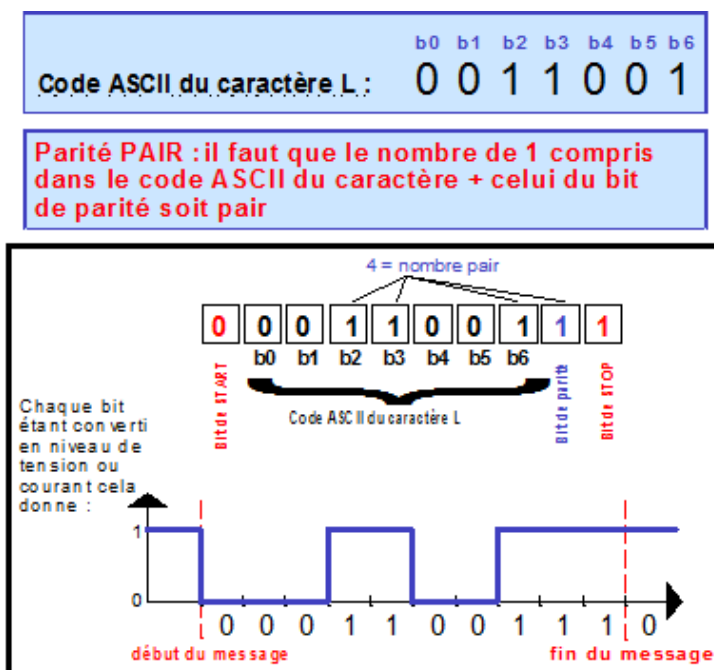 b0 b1 b2 b3 b4 b5 b6
Code ASCII du caractère L : 0 0 1 1 0 0 1
Parité PAIR : il faut que le nombre de 1 compris
dans le code ASCII du caractère + celui du bit
de parité soit pair
4 = nombre pair
0 0 0 1 1 0 0 1 1 1
b0 b1 b2 b3 b4 b5 b6
Bit de START
Code ASCII du caractère L
Bit de parité
Bit de STOP
Chaque bit
étant converti
en niveau de
tension ou
courant cela
donne :
1
0
0 0 0 1 1 0 0 1 1 1 0
début du message
fin du message